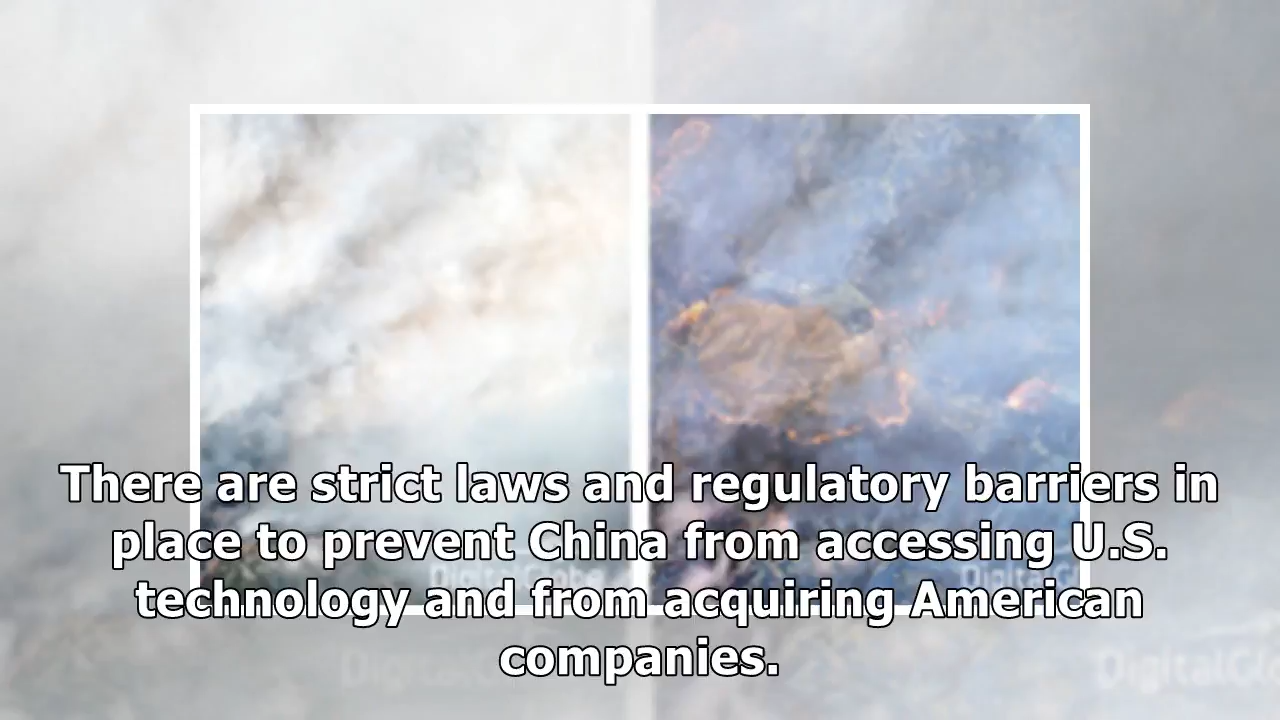 There are strict laws and regulatory barriers in
place to prevent China from accessing U.S.
technology and from acquiring American
companies.